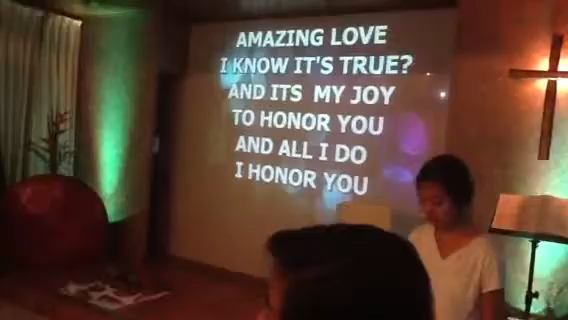 AMAZING LOVE
I KNOW IT'S TRUE?
AND ITS MY JOY
TO HONOR YOU
AND ALL I DO
I HONOR YOU